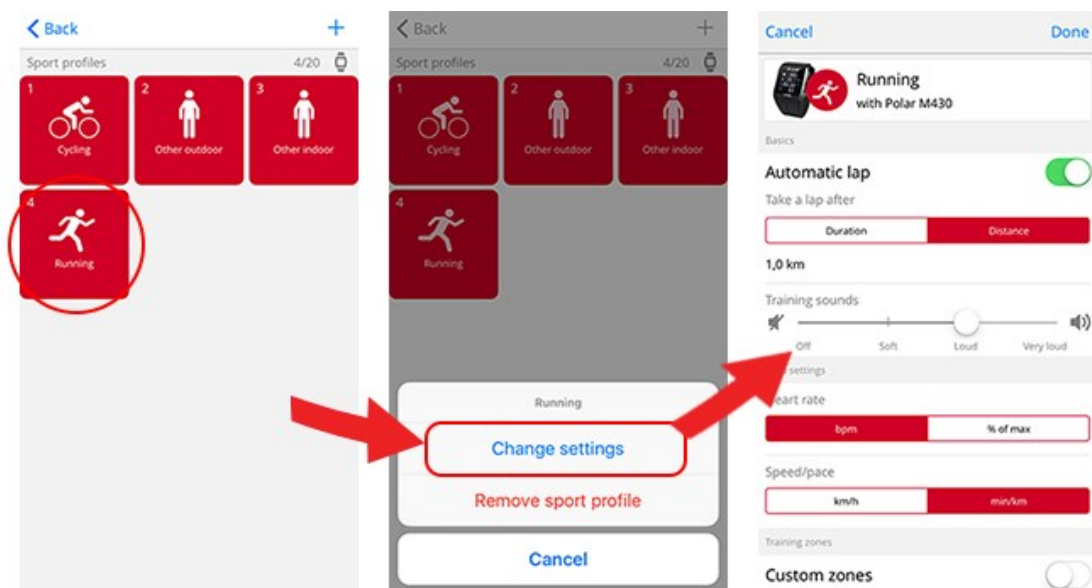 Back
+
Sport profiles 4/20
1
Cycling
2
Other outdoor
3
Other indoor
4
Running
Back
+
Sport profiles 4/20
1
Cycling
2
Other outdoor
3
Other indoor
4
Running
Running
Change settings
Remove sport profile
Cancel
Cancel Done
Running
with Polar M430
Basics
Automatic lap
Take a lap after
Duration Distance
1,0 km
Training sounds
Off Soft Loud Very loud
settings
Heart rate
bpm % of max
Speed/pace
km/h min/km
Training zones
Custom zones